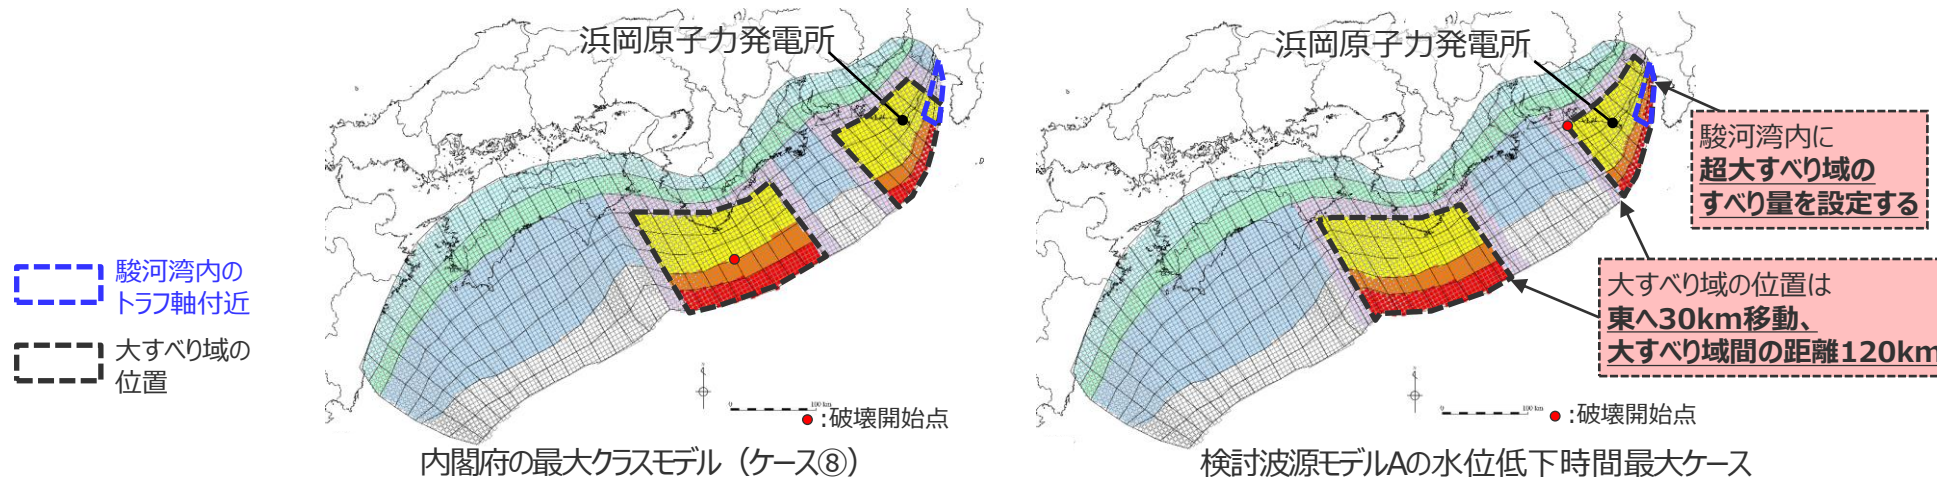 浜岡原子力発電所
駿河湾内の
トラフ軸付近
大すべり域の
位置
0 100 km
●:破壊開始点
内閣府の最大クラスモデル（ケース⑧）
浜岡原子力発電所
駿河湾内に
超大すべり域の
すべり量を設定する
大すべり域の位置は
東へ30km移動、
大すべり域間の距離120km
0 100 km
●:破壊開始点
検討波源モデルAの水位低下時間最大ケース